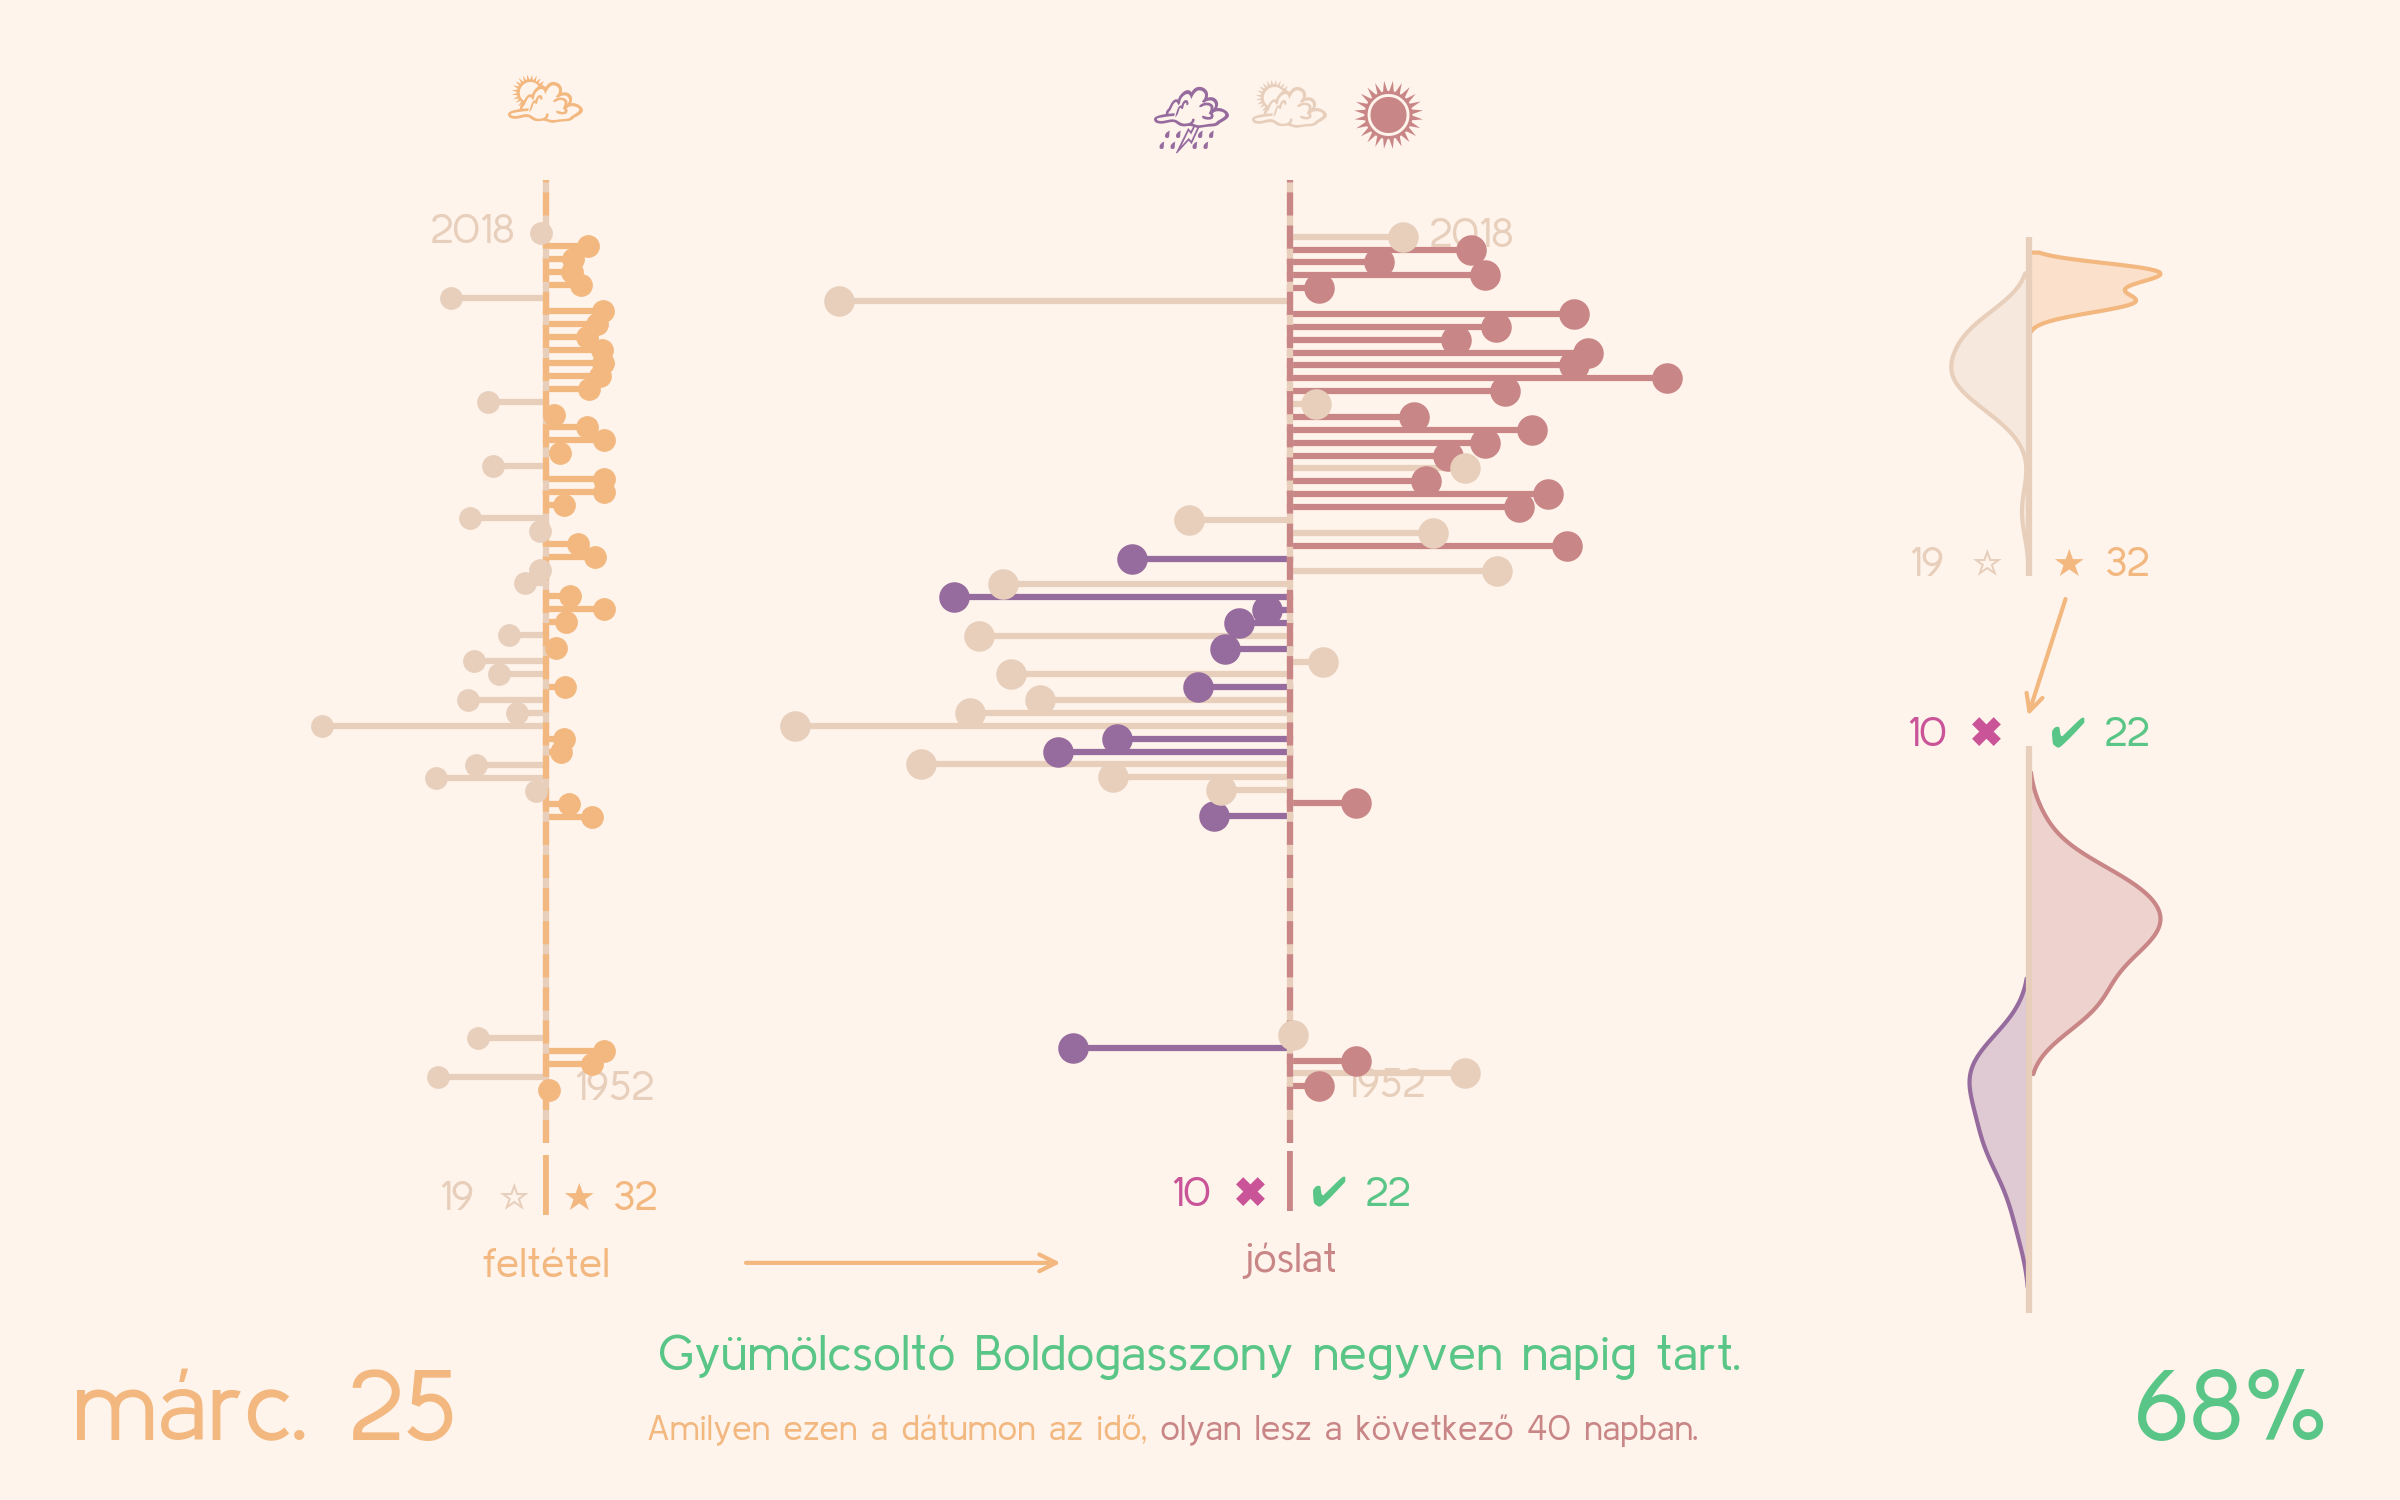 2018
2018
19 ☆ ★ 32
10 ✖ ✔ 22
1952
1952
19 ☆ ★ 32
10 ✖ ✔ 22
feltétel
jóslat
Gyümölcsoltó Boldogasszony negyven napig tart.
márc. 25
68%
Amilyen ezen a dátumon az idő, olyan lesz a következő 40 napban.